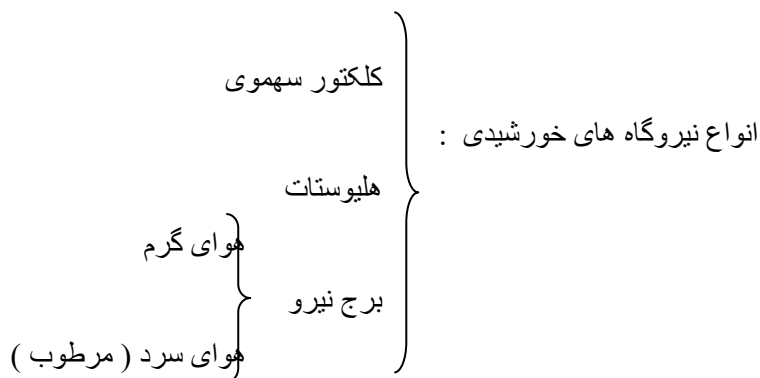 انواع نیروگاه های خورشیدی :
کلکتور سهموی
هلیوستات
برج نیرو
هوای گرم
هوای سرد ( مرطوب )